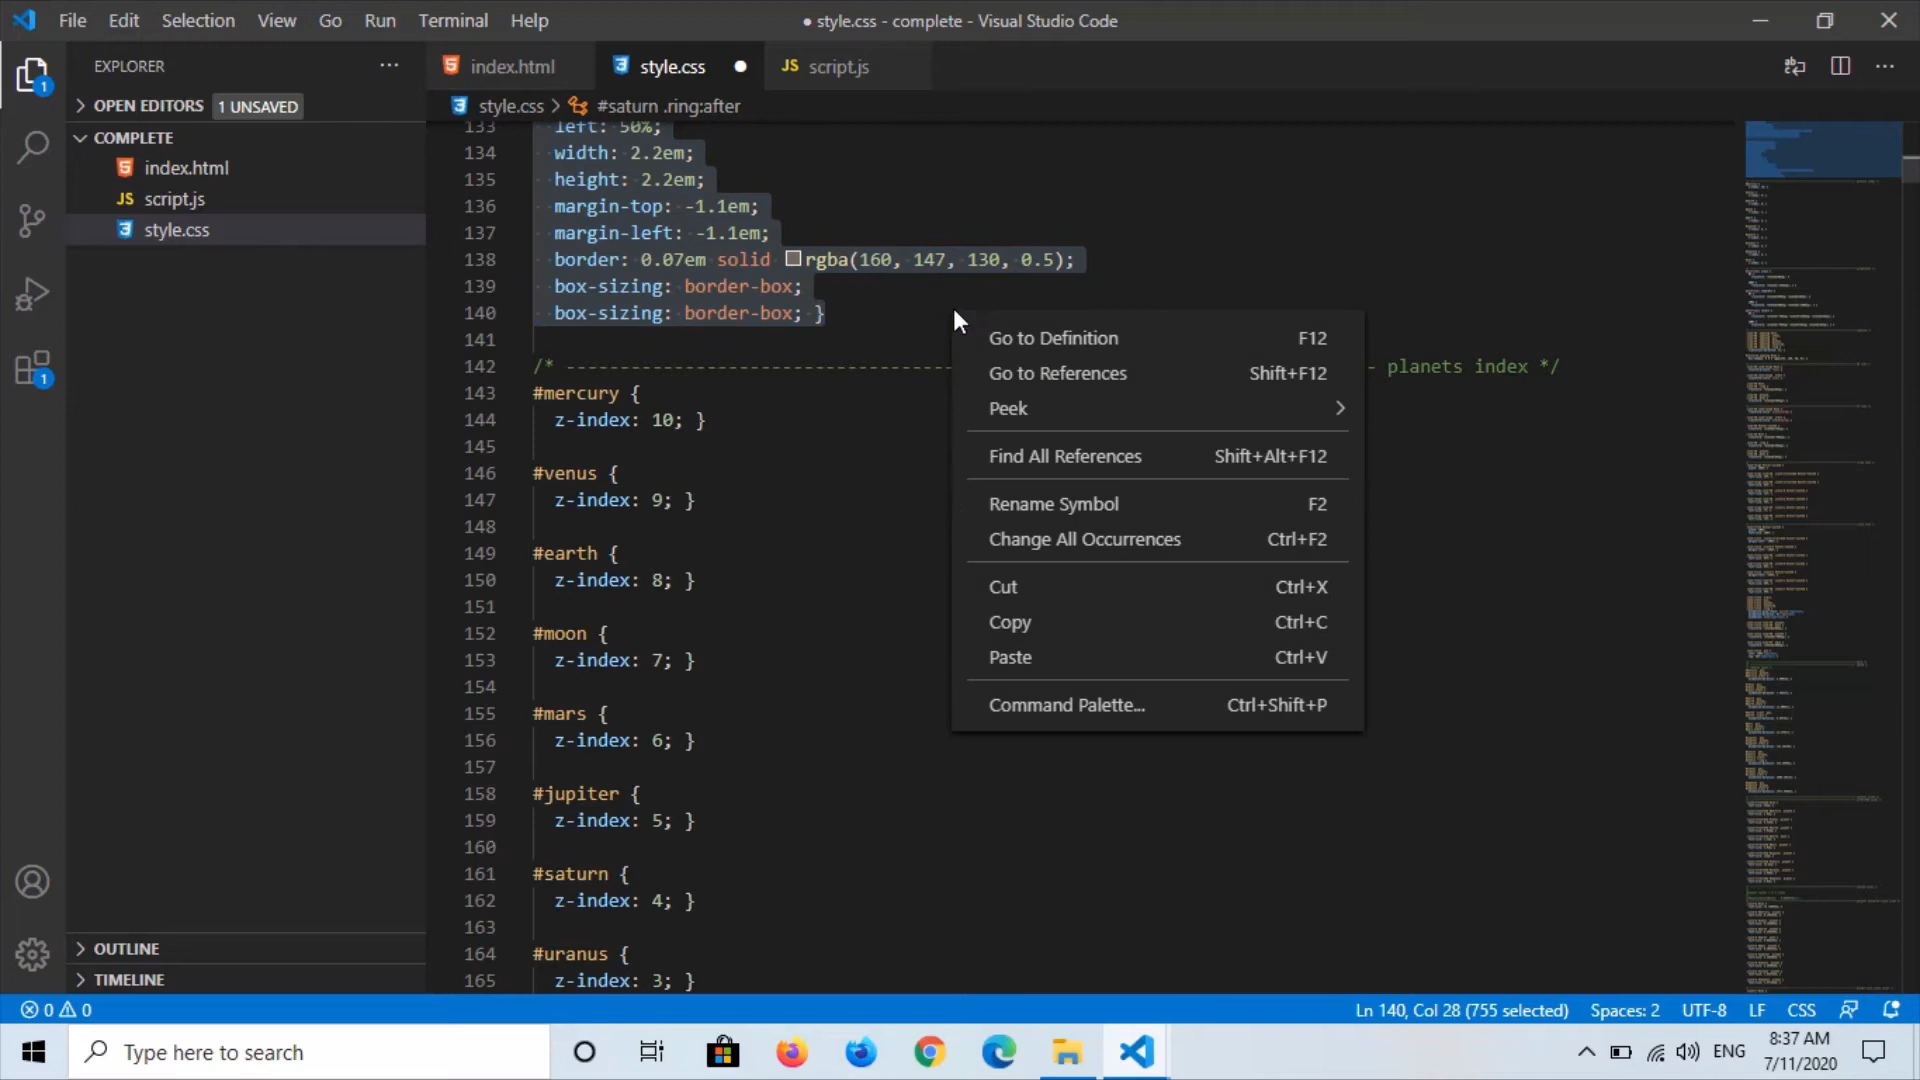 File Edit Selection View Go Run Terminal Help
● style.css - complete - Visual Studio Code
EXPLORER
1
index.html
style.css
JS script.js
OPEN EDITORS 1 UNSAVED
style.css > #saturn .ring:after
COMPLETE
index.html
JS script.js
style.css
133 left: 50%;
134 width: 2.2em;
135 height: 2.2em;
136 margin-top: -1.1em;
137 margin-left: -1.1em;
138 border: 0.07em solid rgba(160, 147, 130, 0.5);
139 box-sizing: border-box;
140 box-sizing: border-box; }
141
142 /* ------------------------------------ - planets index */
143 #mercury {
144 z-index: 10; }
145
146 #venus {
147 z-index: 9; }
148
149 #earth {
150 z-index: 8; }
151
152 #moon {
153 z-index: 7; }
154
155 #mars {
156 z-index: 6; }
157
158 #jupiter {
159 z-index: 5; }
160
161 #saturn {
162 z-index: 4; }
163
164 #uranus {
165 z-index: 3; }
Go to Definition F12
Go to References Shift+F12
Peek
Find All References Shift+Alt+F12
Rename Symbol F2
Change All Occurrences Ctrl+F2
Cut Ctrl+X
Copy Ctrl+C
Paste Ctrl+V
Command Palette... Ctrl+Shift+P
1
OUTLINE
TIMELINE
0 0
Ln 140, Col 28 (755 selected) Spaces: 2 UTF-8 LF CSS
Type here to search
ENG
8:37 AM
7/11/2020